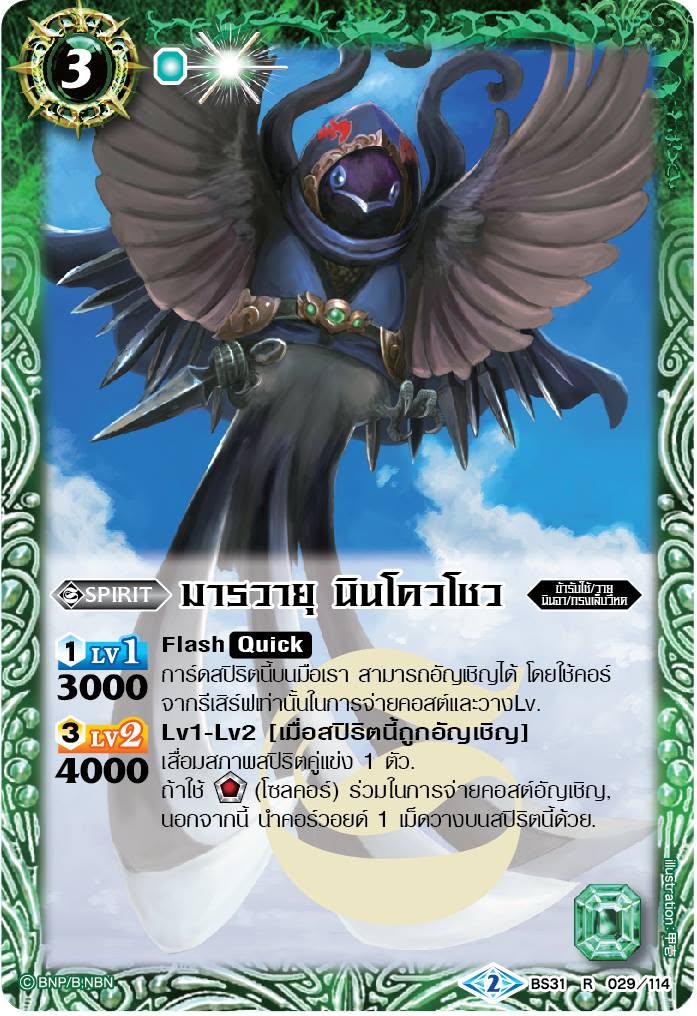 3
SPIRIT
มารวายุ นินโควโชว
ข้ารับใช้/วายุ
นินจา/กรงเล็บวิหค
1 LV1
3000
3 LV2
4000
Flash Quick
การ์ดสปิริตนี้บนมือเรา สามารถอัญเชิญได้ โดยใช้คอร์
จากรีเสิร์ฟเท่านั้นในการจ่ายคอสต์และวางLv.
Lv1-Lv2 [เมื่อสปิริตนี้ถูกอัญเชิญ]
เสื่อมสภาพสปิริตคู่แข่ง 1 ตัว.
ถ้าใช้ (โซลคอร์) ร่วมในการจ่ายคอสต์อัญเชิญ,
นอกจากนี้ นำคอร์วอยด์ 1 เม็ดวางบนสปิริตนี้ด้วย.
illustration : 甲壱
©BNP/B,NBN
2 BS31 R 029/114